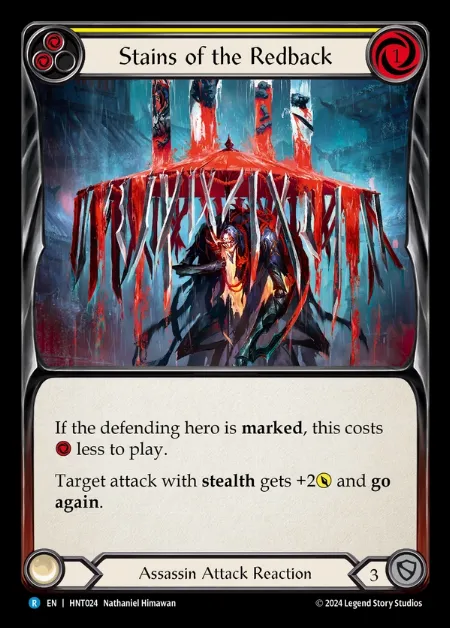 Stains of the Redback
1
If the defending hero is marked, this costs
less to play.
Target attack with stealth gets +2 and go
again.
Assassin Attack Reaction
3
R EN | HNT024 Nathaniel Himawan
© 2024 Legend Story Studios